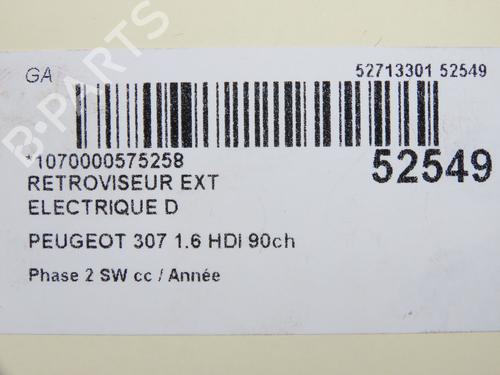 GA
52713301 52549
*1070000575258
52549
RETROVISEUR EXT
ELECTRIQUE D
PEUGEOT 307 1.6 HDI 90ch
Phase 2 SW cc / Année
B-PARTS